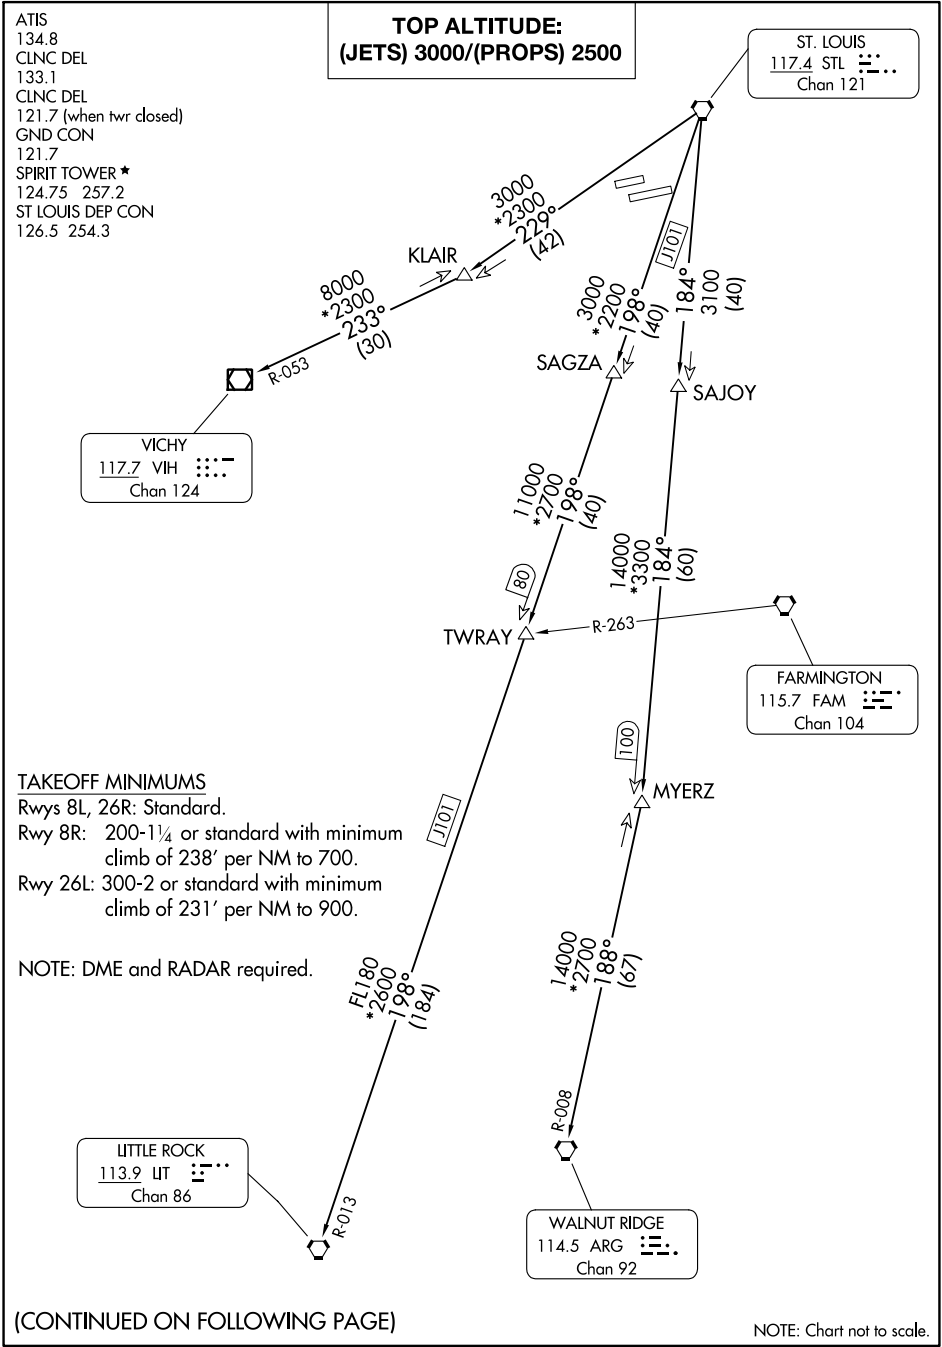 ATIS
134.8
CLNC DEL
133.1
CLNC DEL
121.7 (when twr closed)
GND CON
121.7
SPIRIT TOWER ★
124.75 257.2
ST LOUIS DEP CON
126.5 254.3
TOP ALTITUDE:
(JETS) 3000/(PROPS) 2500
ST. LOUIS
117.4 STL
Chan 121
3000
*2300
229°
(42)
KLAIR
8000
*2300
233°
(30)
R-053
VICHY
117.7 VIH
Chan 124
J101
3000
*2200
198°
(40)
184°
3100
(40)
SAGZA
SAJOY
11000
*2700
198°
(40)
14000
*3300
184°
(60)
80
TWRAY
R-263
FARMINGTON
115.7 FAM
Chan 104
100
MYERZ
TAKEOFF MINIMUMS
Rwys 8L, 26R: Standard.
Rwy 8R: 200-1¼ or standard with minimum
climb of 238' per NM to 700.
Rwy 26L: 300-2 or standard with minimum
climb of 231' per NM to 900.
NOTE: DME and RADAR required.
J101
FL180
*2600
198°
(184)
14000
*2700
188°
(67)
R-008
LITTLE ROCK
113.9 LIT
Chan 86
R-013
WALNUT RIDGE
114.5 ARG
Chan 92
(CONTINUED ON FOLLOWING PAGE)
NOTE: Chart not to scale.